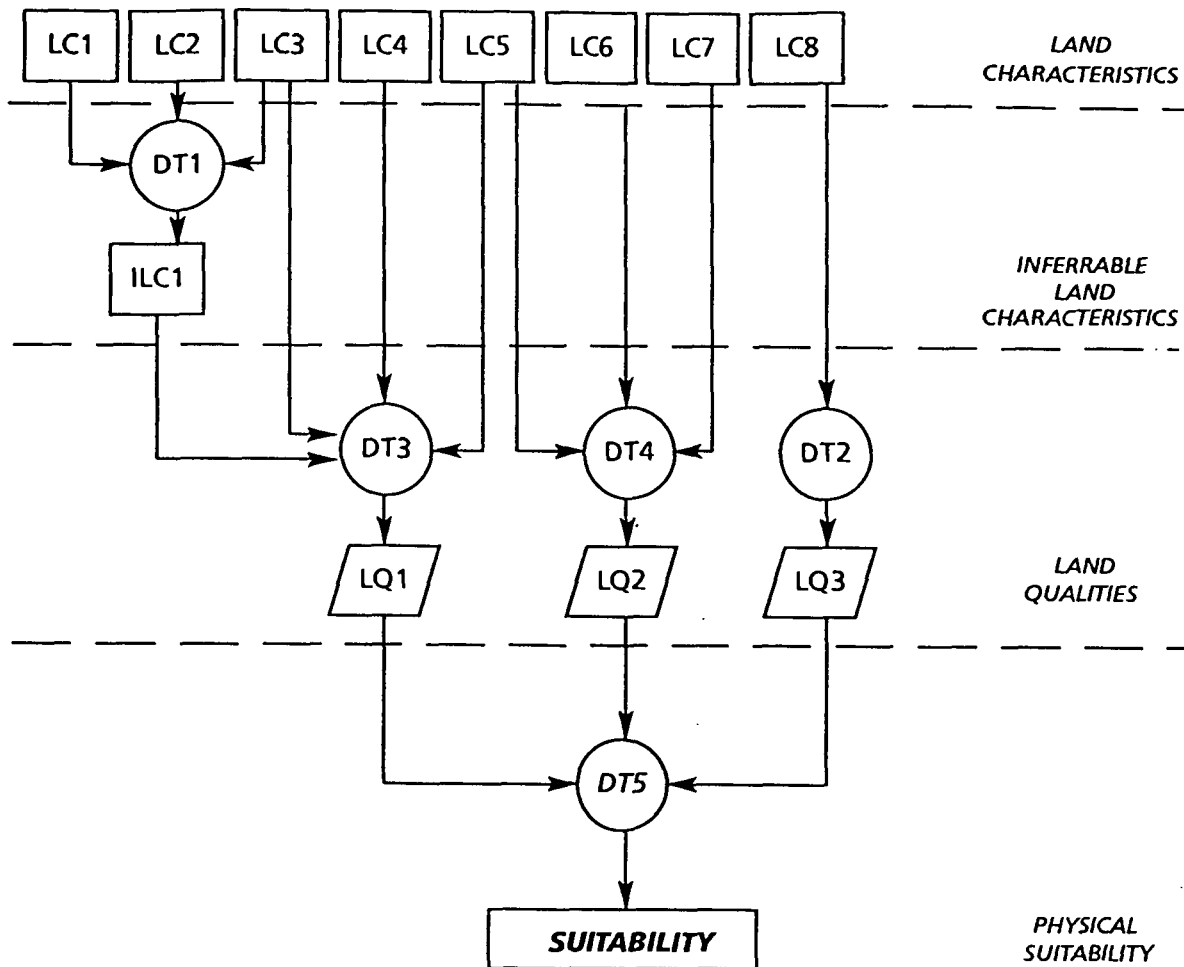 LC1 LC2 LC3 LC4 LC5 LC6 LC7 LC8
LAND
CHARACTERISTICS
DT1
ILC1
INFERRABLE
LAND
CHARACTERISTICS
DT3 DT4 DT2
LQ1 LQ2 LQ3
LAND
QUALITIES
DT5
SUITABILITY
PHYSICAL
SUITABILITY